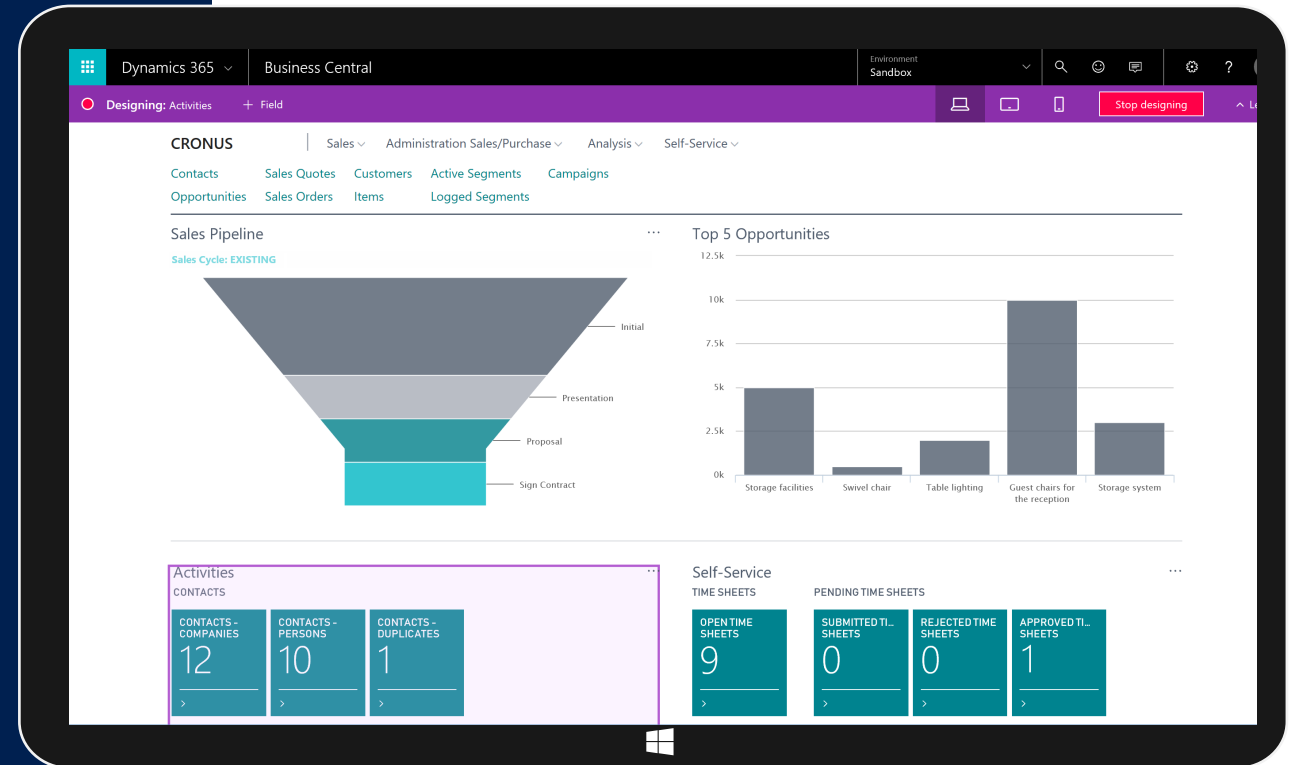 Dynamics 365
Business Central
Environment
Sandbox
?
Designing: Activities
+ Field
Stop designing
CRONUS
Sales
Administration Sales/Purchase
Analysis
Self-Service
Contacts
Sales Quotes
Customers
Active Segments
Campaigns
Opportunities
Sales Orders
Items
Logged Segments
Sales Pipeline
...
Sales Cycle: EXISTING
Initial
Presentation
Proposal
Sign Contract
Top 5 Opportunities
12.5k
10k
7.5k
5k
2.5k
0k
Storage facilities
Swivel chair
Table lighting
Guest chairs for
the reception
Storage system
Activities
...
CONTACTS
CONTACTS -
COMPANIES
12
CONTACTS -
PERSONS
10
CONTACTS -
DUPLICATES
1
Self-Service
...
TIME SHEETS
PENDING TIME SHEETS
OPEN TIME
SHEETS
9
SUBMITTED TI...
SHEETS
0
REJECTED TIME
SHEETS
0
APPROVED TI...
SHEETS
1